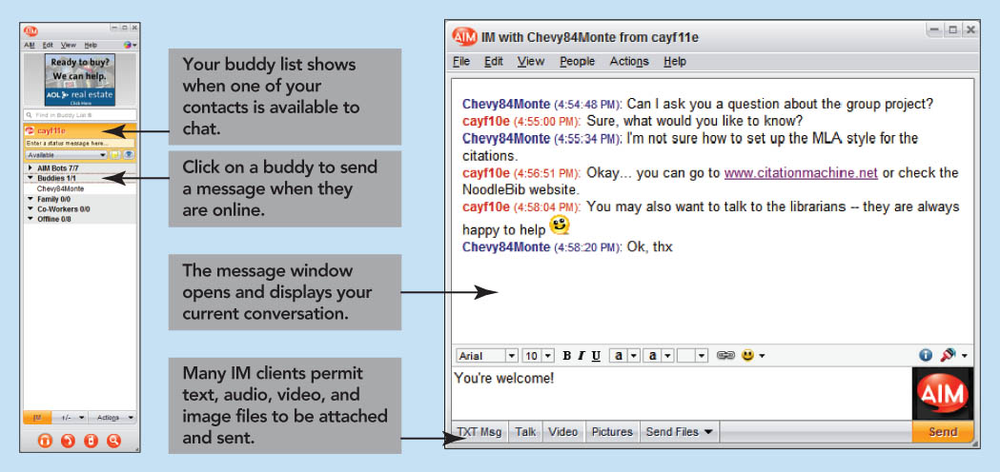 AIM
AIM Edit View Help
Ready to buy?
We can help.
AOL real estate
Click Here
Find in Buddy List
cayf11e
Enter a status message here...
Available
AIM Bots 7/7
Buddies 1/1
Chevy84Monte
Family 0/0
Co-Workers 0/0
Offline 0/8
IM +/- Actions
Your buddy list shows
when one of your
contacts is available to
chat.
Click on a buddy to send
a message when they
are online.
The message window
opens and displays your
current conversation.
Many IM clients permit
text, audio, video, and
image files to be attached
and sent.
AIM IM with Chevy84Monte from cayf11e
File Edit View People Actions Help
Chevy84Monte (4:54:48 PM): Can I ask you a question about the group project?
cayf10e (4:55:00 PM): Sure, what would you like to know?
Chevy84Monte (4:55:34 PM): I'm not sure how to set up the MLA style for the
citations.
cayf10e (4:56:51 PM): Okay... you can go to www.citationmachine.net or check the
NoodleBib website.
cayf10e (4:58:04 PM): You may also want to talk to the librarians -- they are always
happy to help
Chevy84Monte (4:58:20 PM): Ok, thx
Arial 10 B I U a a
You're welcome!
AIM
TXT Msg Talk Video Pictures Send Files Send